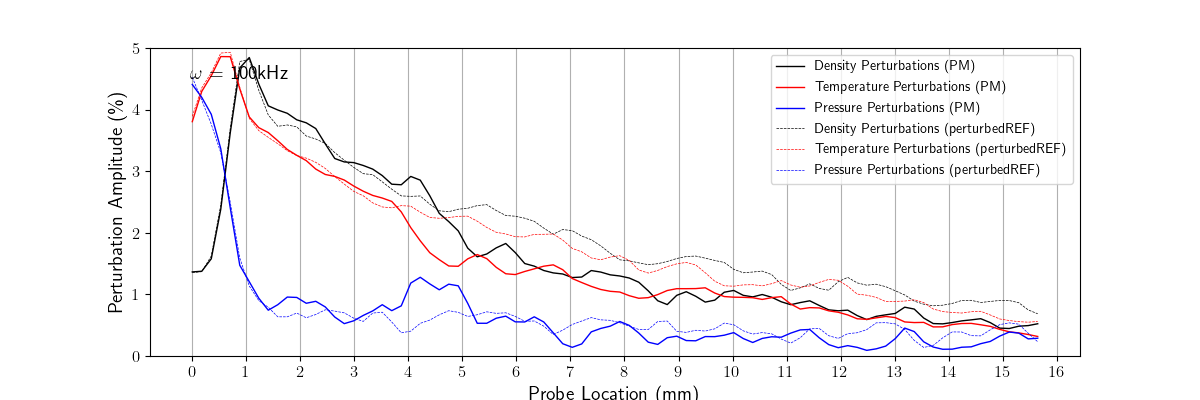 ω = 100kHz
Density Perturbations (PM)
Temperature Perturbations (PM)
Pressure Perturbations (PM)
Density Perturbations (perturbedREF)
Temperature Perturbations (perturbedREF)
Pressure Perturbations (perturbedREF)
Perturbation Amplitude (%)
5
4
3
2
1
0
0 1 2 3 4 5 6 7 8 9 10 11 12 13 14 15 16
Probe Location (mm)